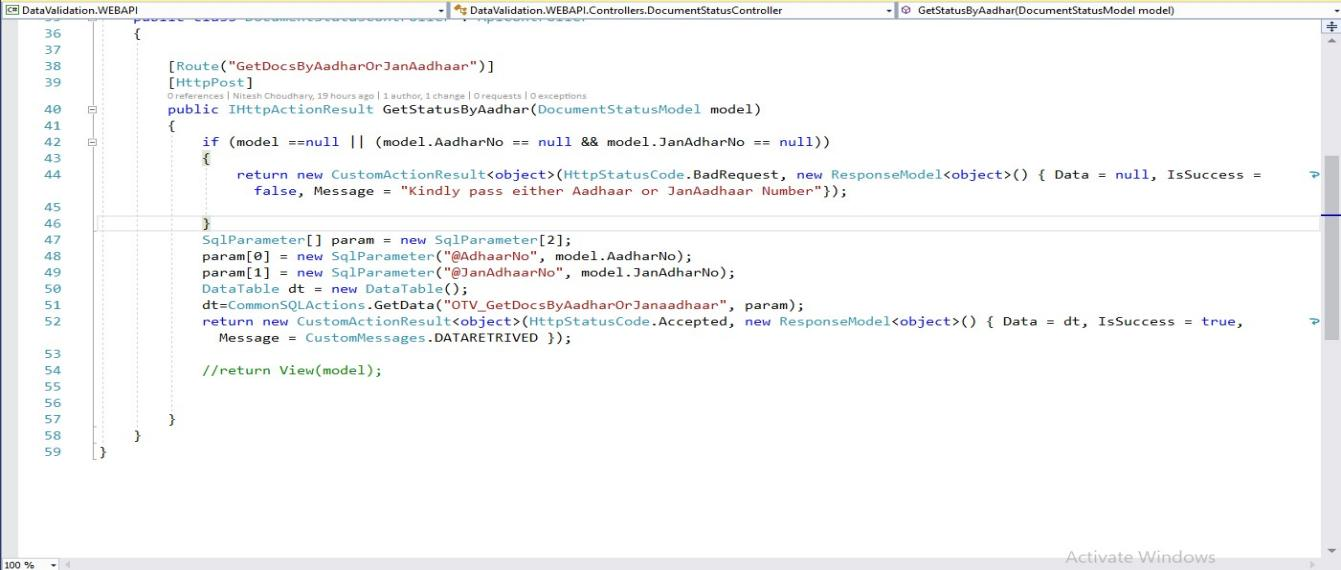 C# DataValidation.WEBAPI
DataValidation.WEBAPI.Controllers.DocumentStatusController
GetStatusByAadhar(DocumentStatusModel model)
36 {
37
38 [Route("GetDocsByAadharOrJanAadhaar")]
39 [HttpPost]
0 references | Nitesh Choudhary, 19 hours ago | 1 author, 1 change | 0 requests | 0 exceptions
40 public IHttpActionResult GetStatusByAadhar(DocumentStatusModel model)
41 {
42 if (model ==null || (model.AadharNo == null && model.JanAdharNo == null))
43 {
44 return new CustomActionResult<object>(HttpStatusCode.BadRequest, new ResponseModel<object>() { Data = null, IsSuccess =
false, Message = "Kindly pass either Aadhaar or JanAadhaar Number"});
45
46 }
47 SqlParameter[] param = new SqlParameter[2];
48 param[0] = new SqlParameter("@AdhaarNo", model.AadharNo);
49 param[1] = new SqlParameter("@JanAdhaarNo", model.JanAdharNo);
50 DataTable dt = new DataTable();
51 dt=CommonSQLActions.GetData("OTV_GetDocsByAadharOrJanaadhaar", param);
52 return new CustomActionResult<object>(HttpStatusCode.Accepted, new ResponseModel<object>() { Data = dt, IsSuccess = true,
Message = CustomMessages.DATARETRIVED });
53
54 //return View(model);
55
56
57 }
58 }
59 }
Activate Windows
100 %